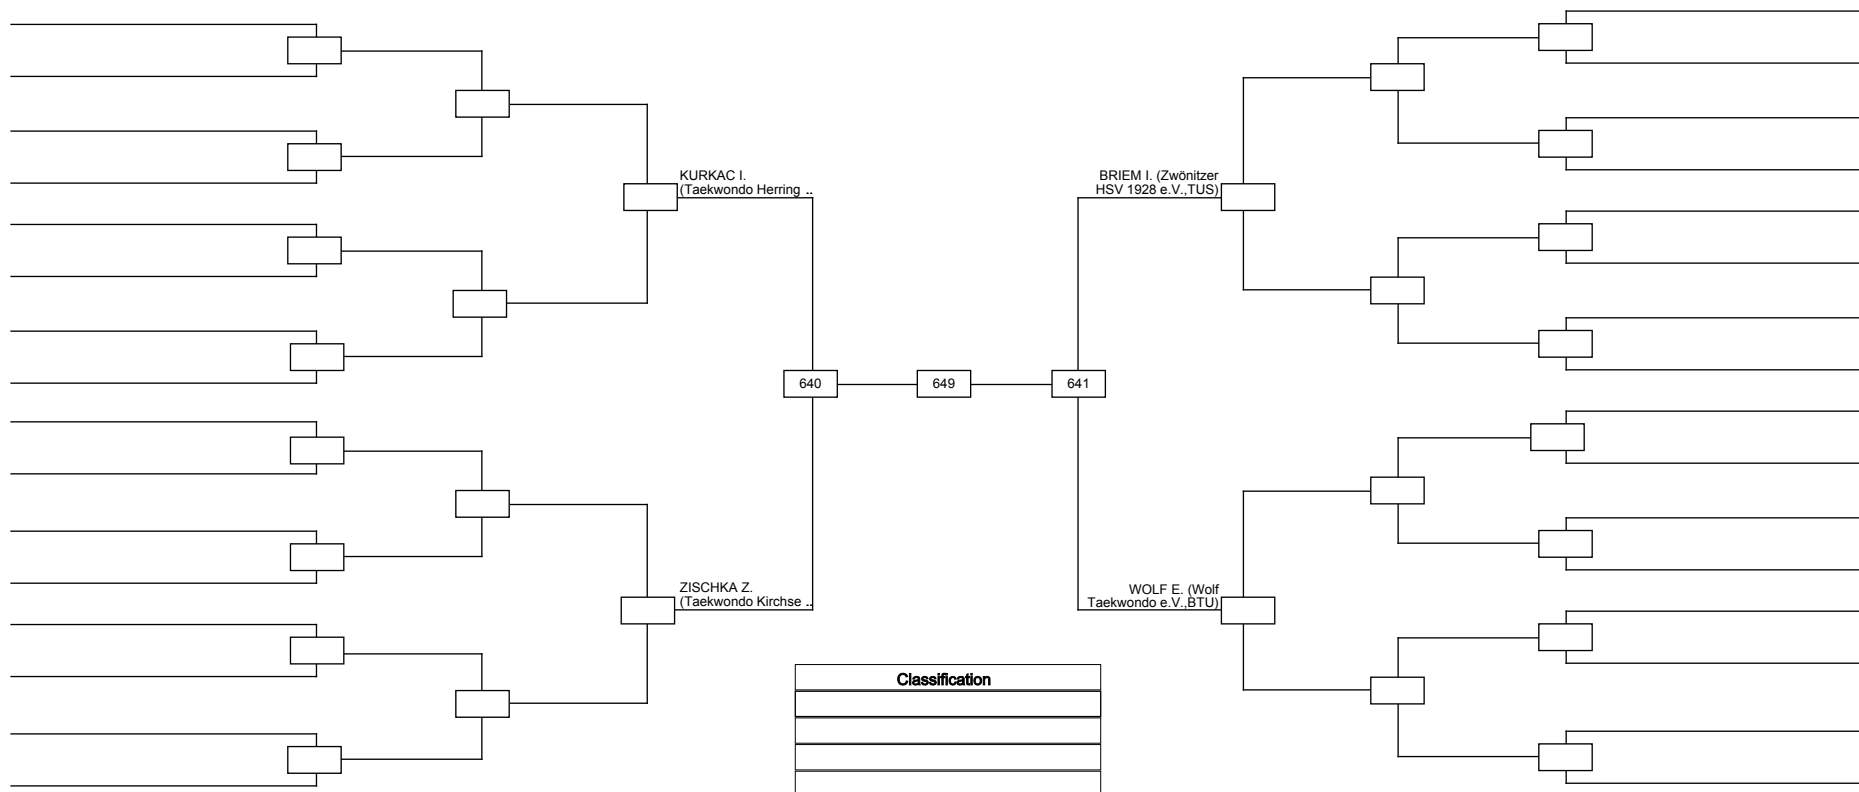 KURKAC I.
(Taekwondo Herring ..
BRIEM I. (Zwönitzer
HSV 1928 e.V.,TUS)
640
649
641
ZISCHKA Z.
(Taekwondo Kirchse ..
WOLF E. (Wolf
Taekwondo e.V.,BTU)
Classification